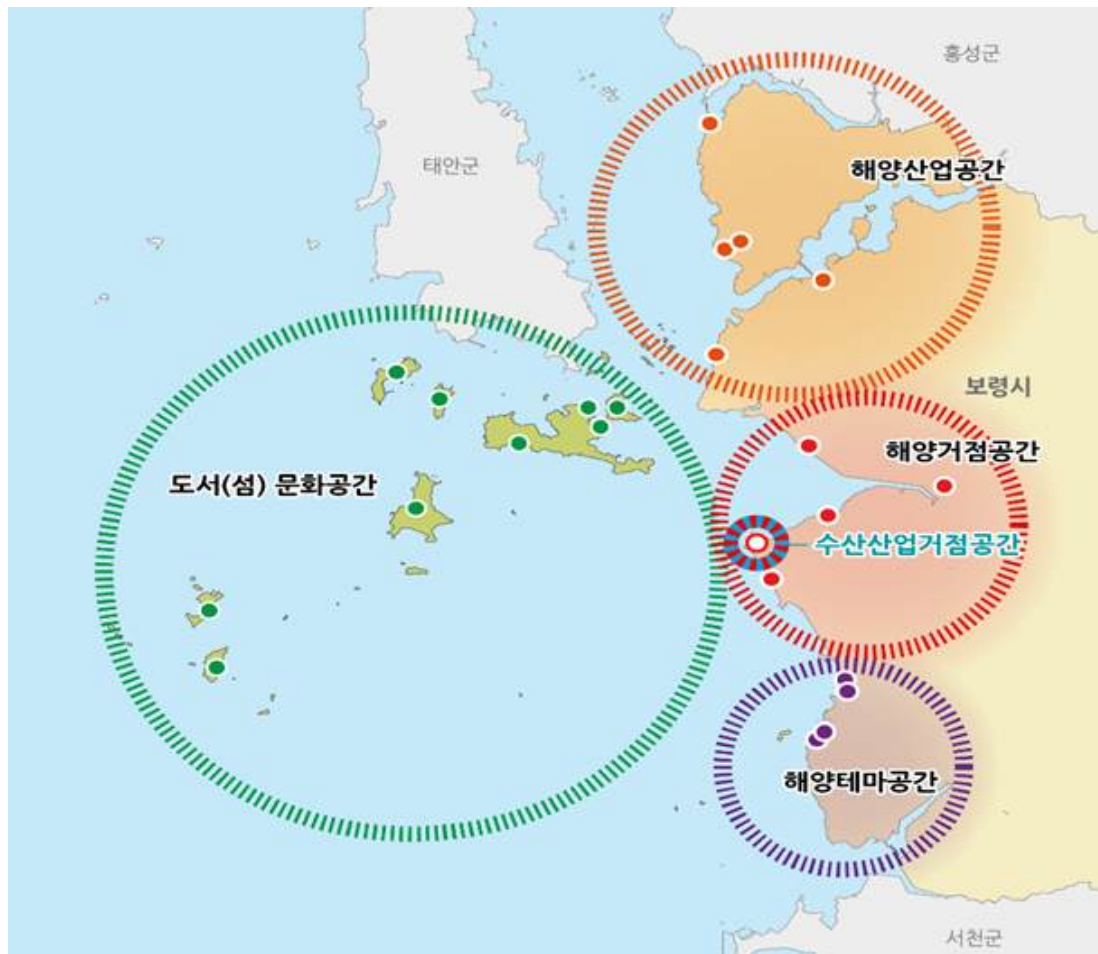 홍성군
태안군
해양산업공간
보령시
해양거점공간
도서(섬) 문화공간
수산산업거점공간
해양테마공간
서천군